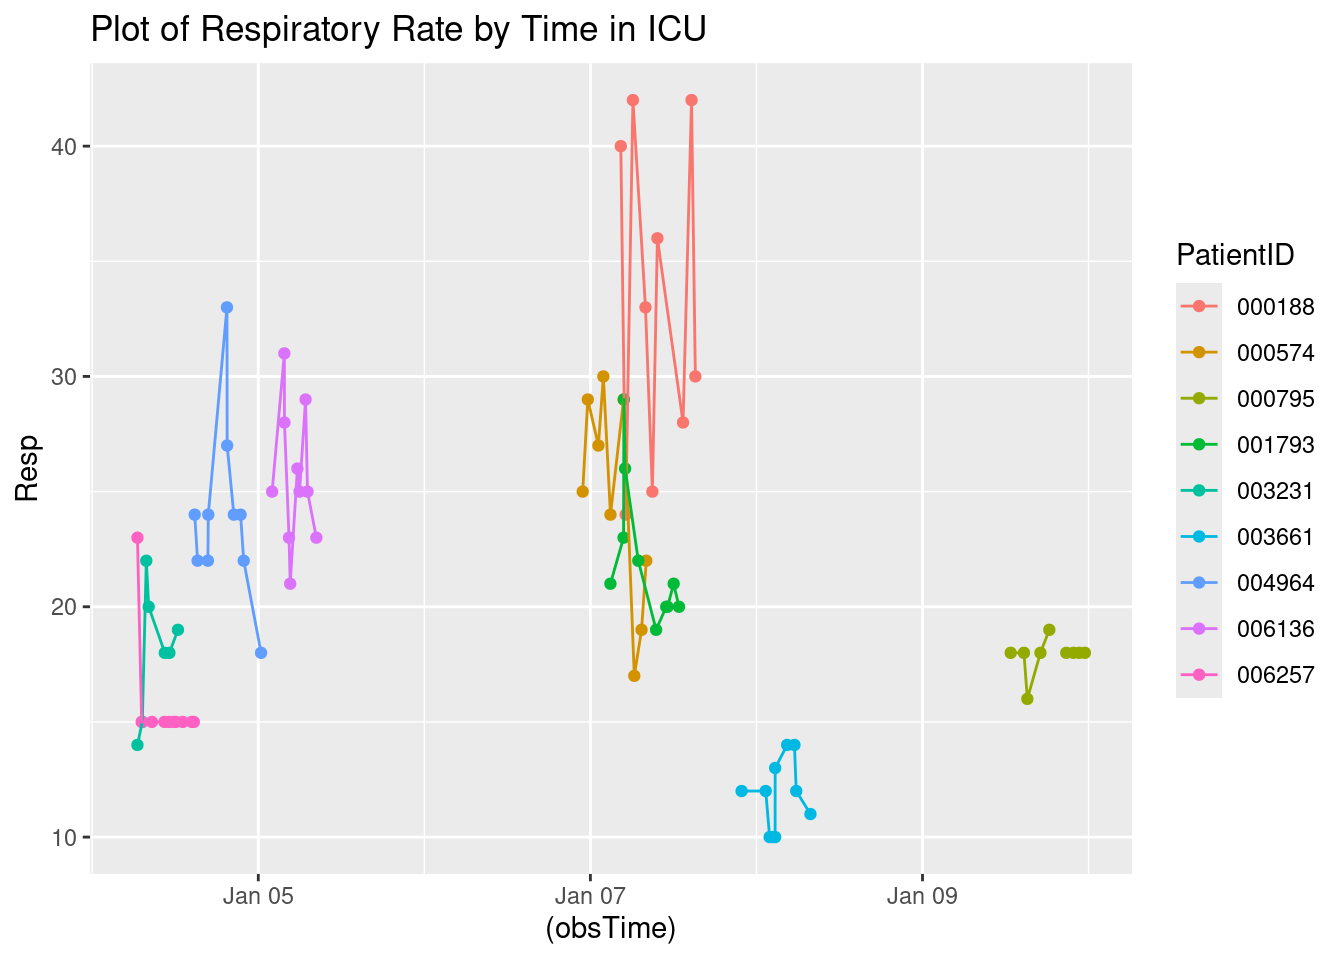 Plot of Respiratory Rate by Time in ICU
Resp
40
30
20
10
Jan 05
Jan 07
Jan 09
(obsTime)
PatientID
000188
000574
000795
001793
003231
003661
004964
006136
006257